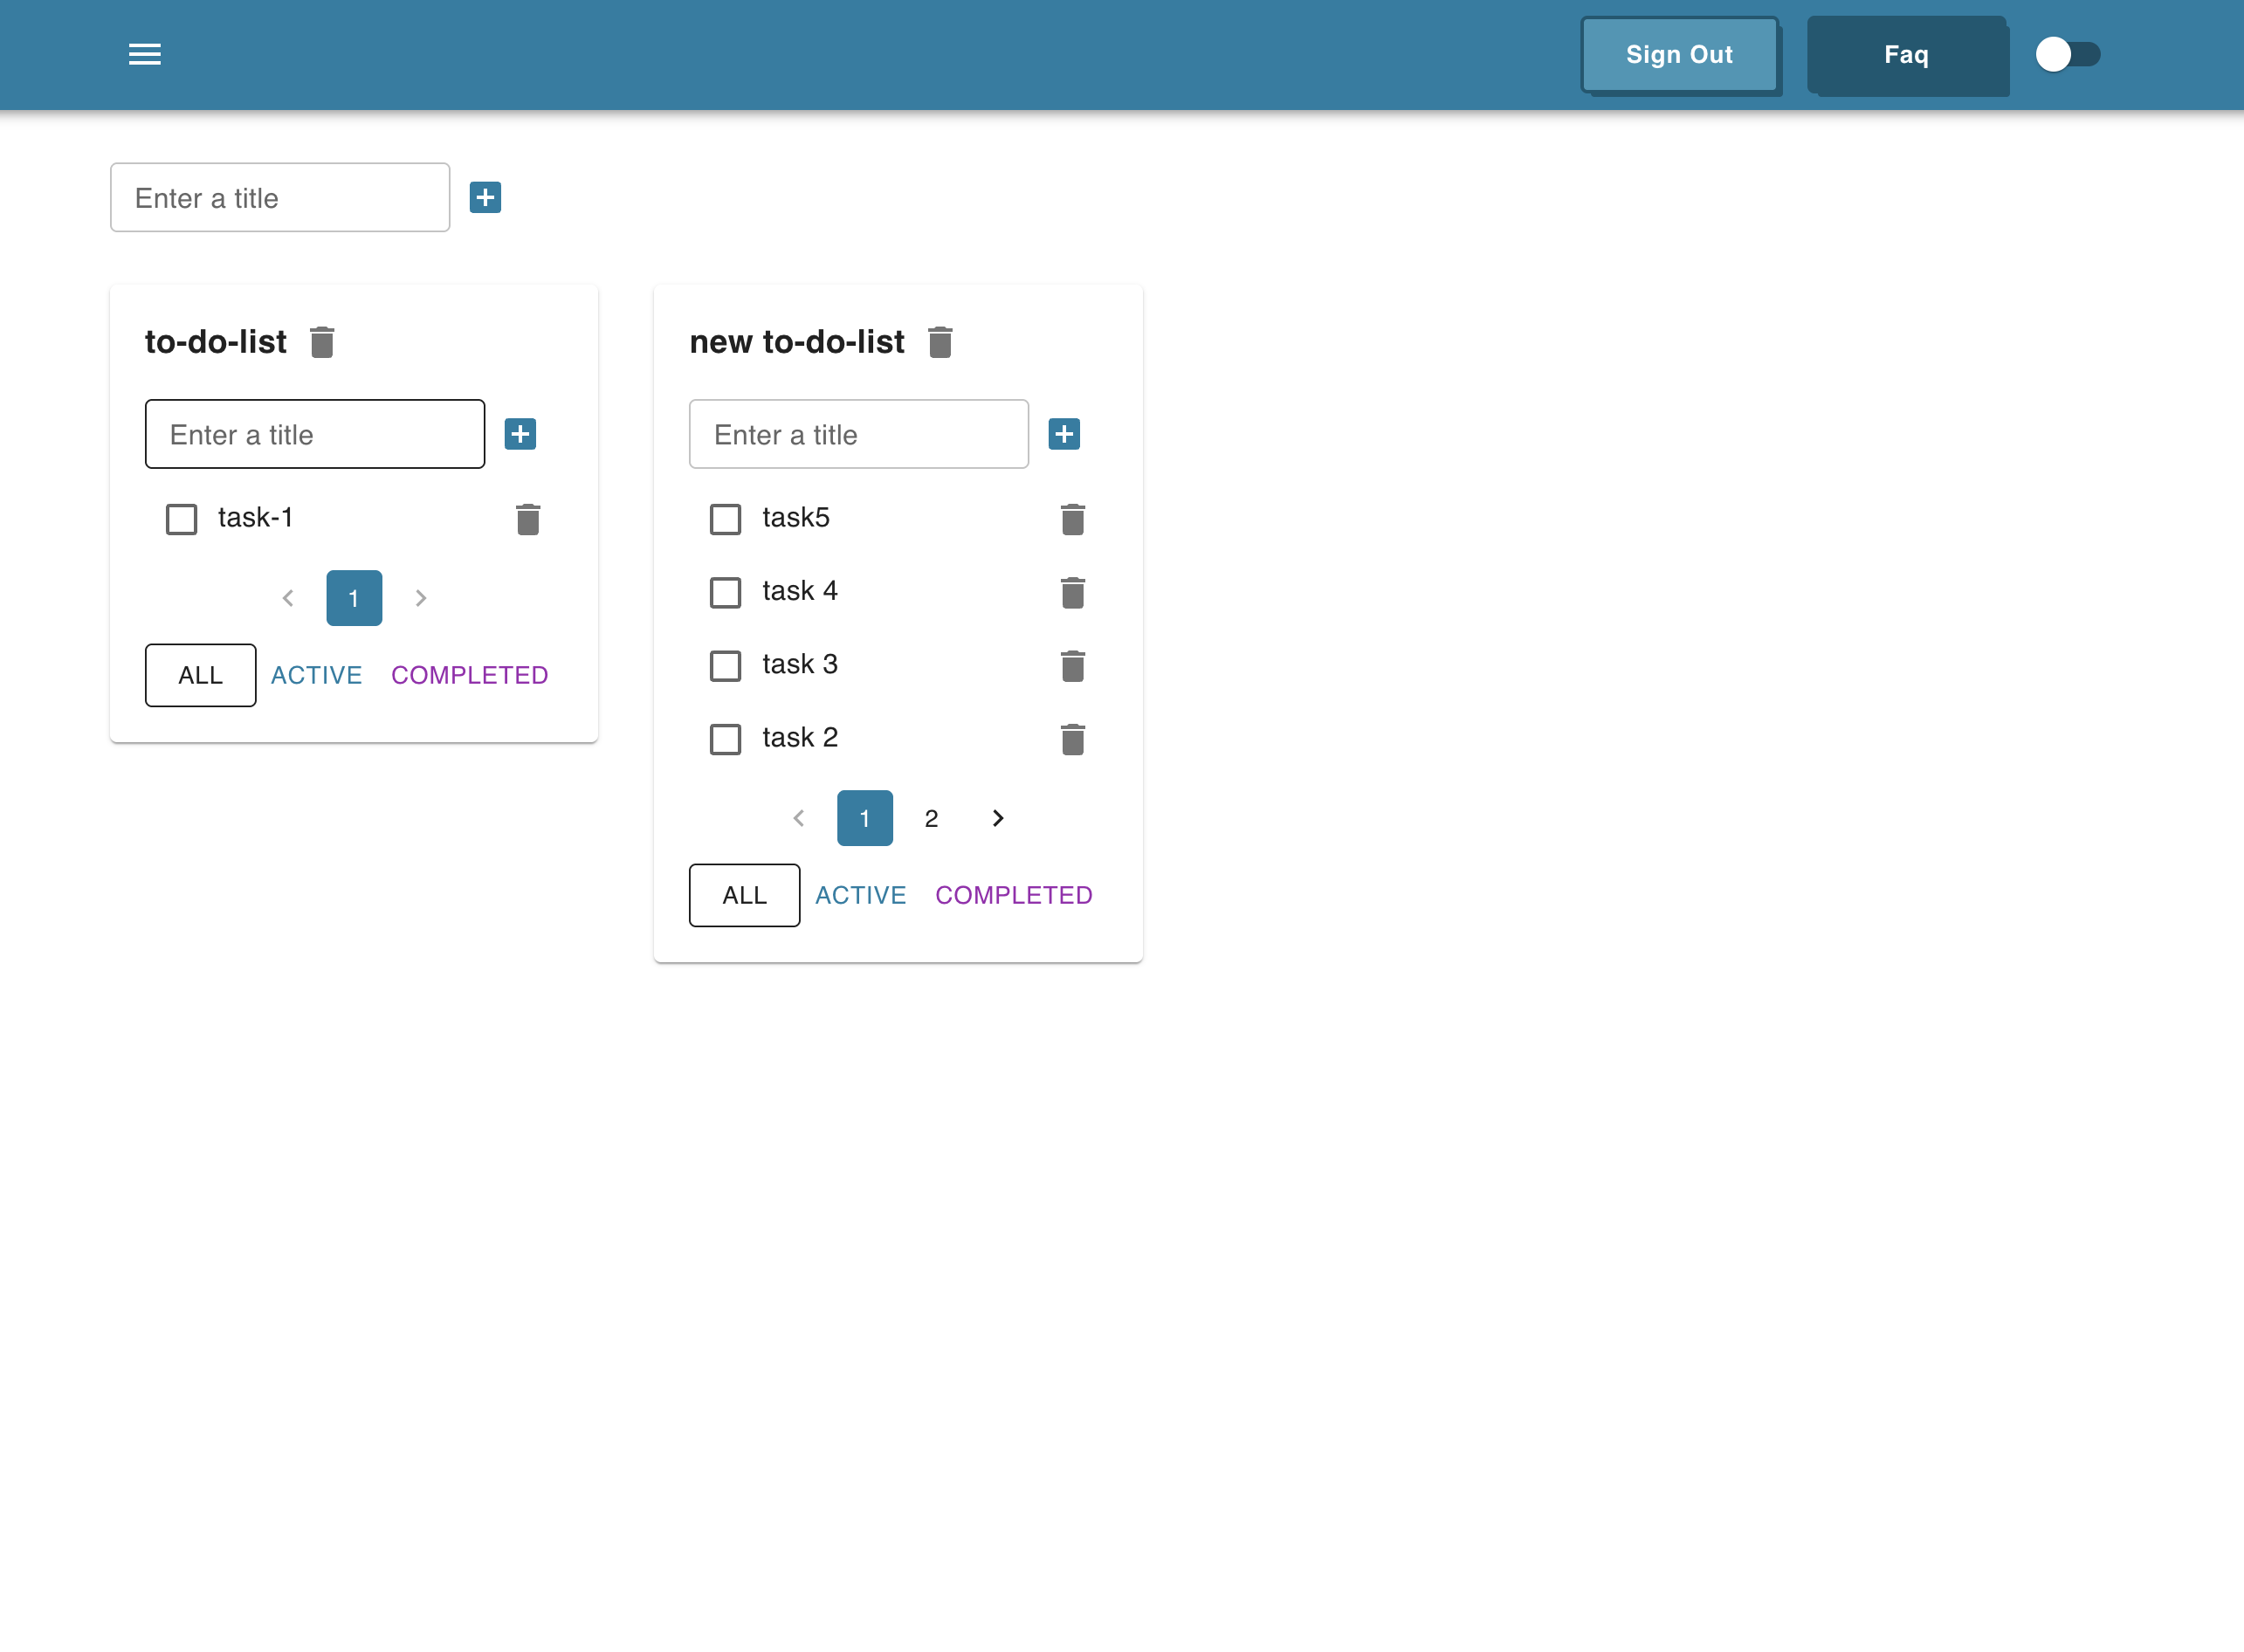 Sign Out
Faq
Enter a title
to-do-list
Enter a title
task-1
1
ALL ACTIVE COMPLETED
new to-do-list
Enter a title
task5
task 4
task 3
task 2
1 2
ALL ACTIVE COMPLETED